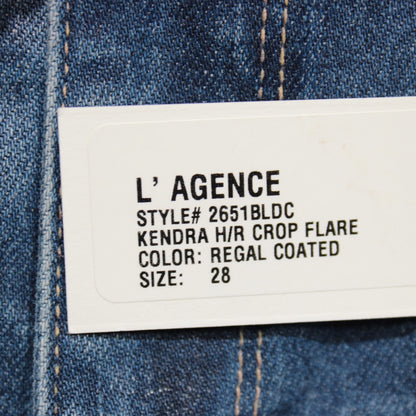 L' AGENCE
STYLE# 2651BLDC
KENDRA H/R CROP FLARE
COLOR: REGAL COATED
SIZE: 28